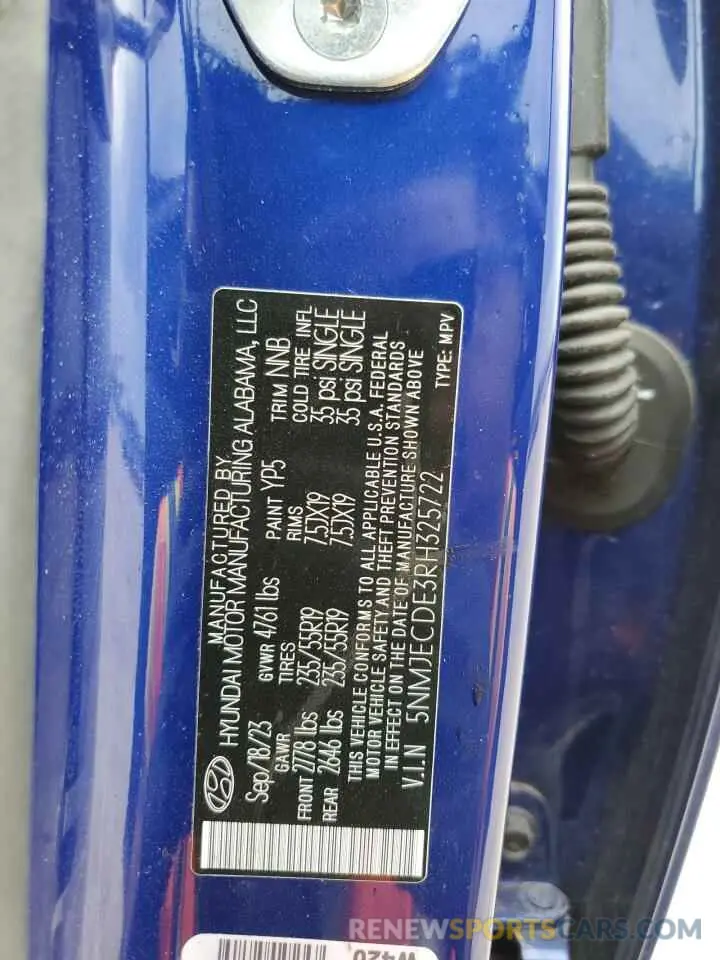 MANUFACTURED BY
HYUNDAI MOTOR MANUFACTURING ALABAMA, LLC
Sep/18/23 GVWR 4761 lbs PAINT YP5 TRIM NNB
GAWR TIRES RIMS COLD TIRE INFL
FRONT 2778 lbs 235/55R19 7.5JX19 35 psi SINGLE
REAR 2646 lbs 235/55R19 7.5JX19 35 psi SINGLE
THIS VEHICLE CONFORMS TO ALL APPLICABLE U.S.A. FEDERAL
MOTOR VEHICLE SAFETY AND THEFT PREVENTION STANDARDS
IN EFFECT ON THE DATE OF MANUFACTURE SHOWN ABOVE
V.I.N 5NMJECDE3RH325722 TYPE: MPV
W420
RENEWSPORTSCARS.COM